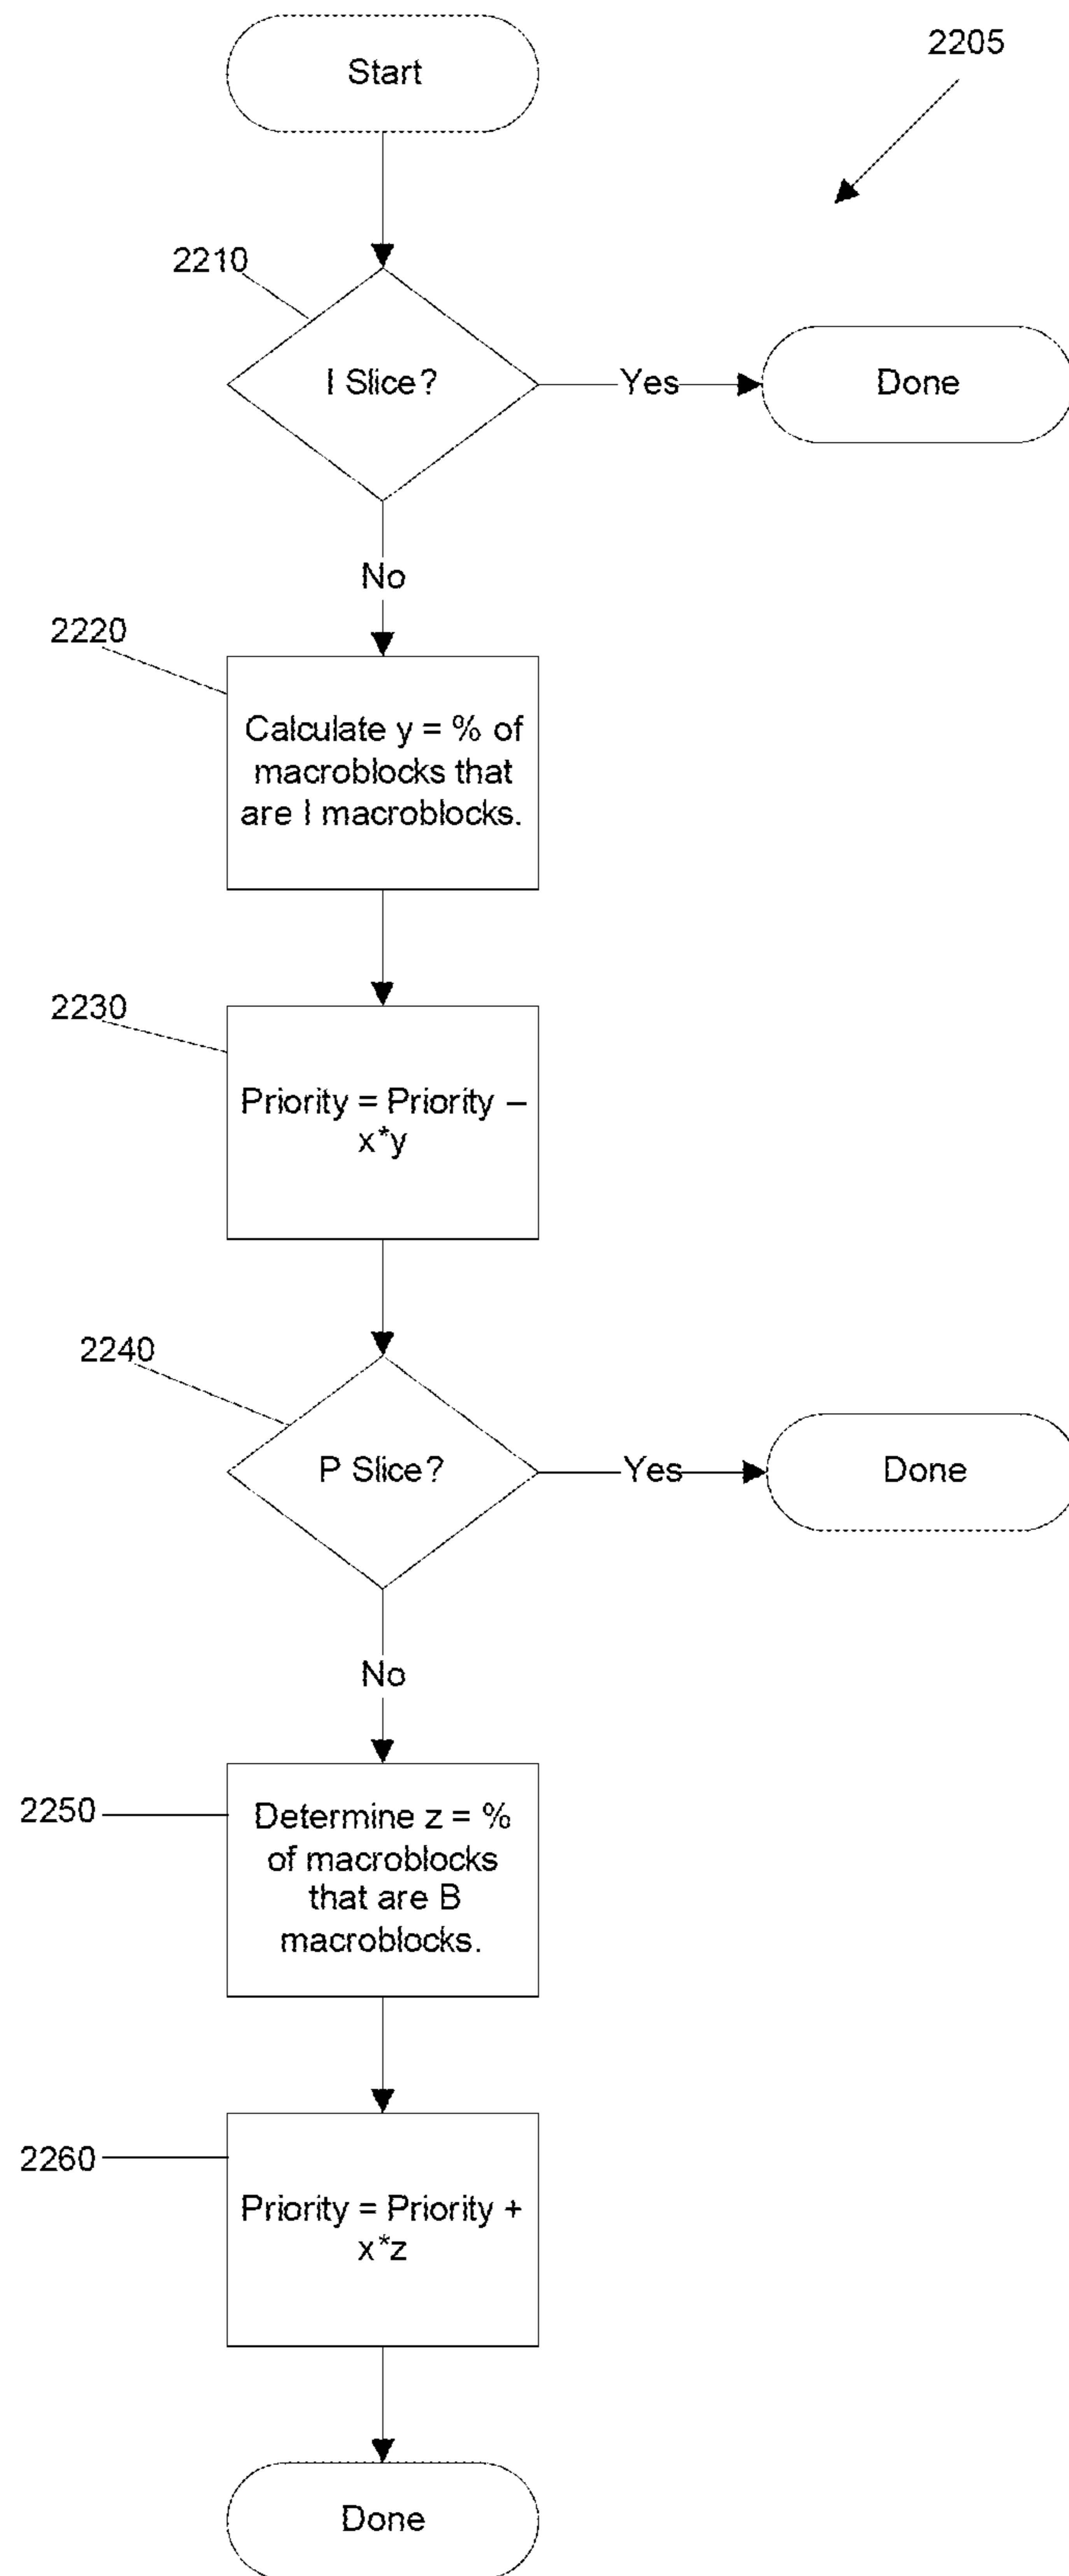 Start
2205
2210
I Slice?
Yes
Done
No
2220
Calculate y = % of
macroblocks that
are I macroblocks.
2230
Priority = Priority –
x*y
2240
P Slice?
Yes
Done
No
2250
Determine z = %
of macroblocks
that are B
macroblocks.
2260
Priority = Priority +
x*z
Done